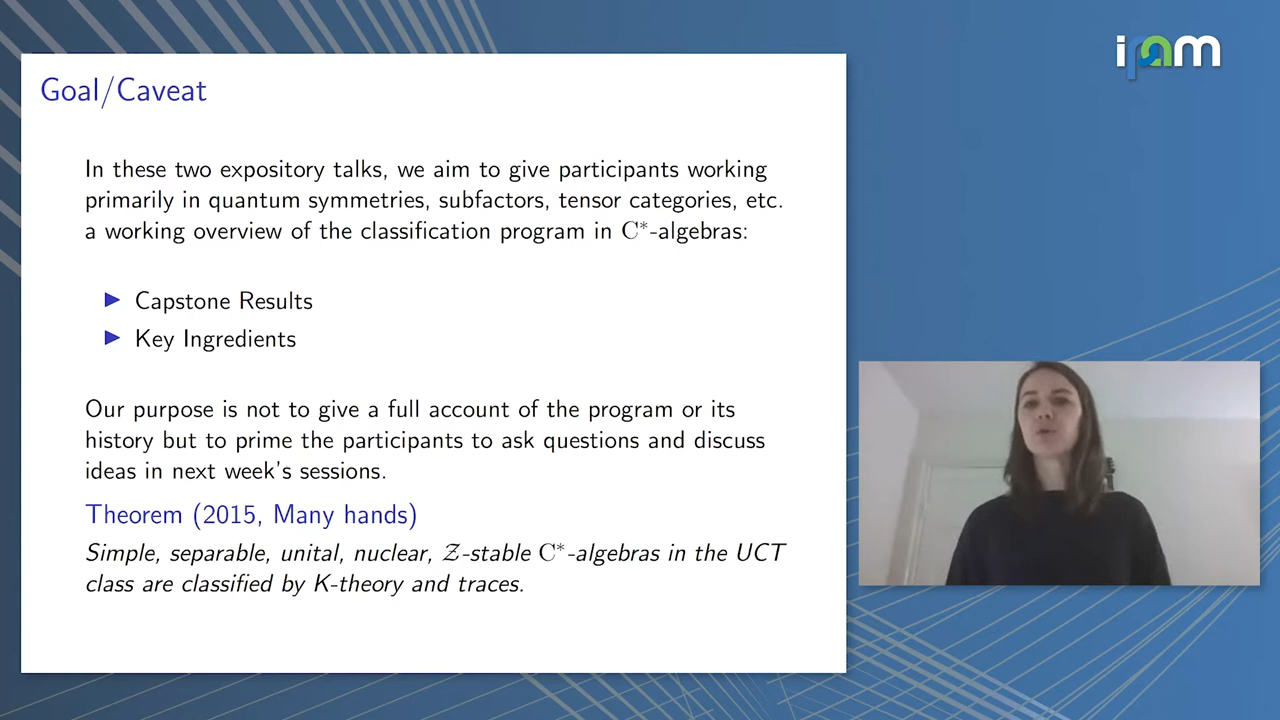 ipam
Goal/Caveat
In these two expository talks, we aim to give participants working
primarily in quantum symmetries, subfactors, tensor categories, etc.
a working overview of the classification program in C*-algebras:
▶ Capstone Results
▶ Key Ingredients
Our purpose is not to give a full account of the program or its
history but to prime the participants to ask questions and discuss
ideas in next week's sessions.
Theorem (2015, Many hands)
Simple, separable, unital, nuclear, 𝒵-stable C*-algebras in the UCT
class are classified by K-theory and traces.